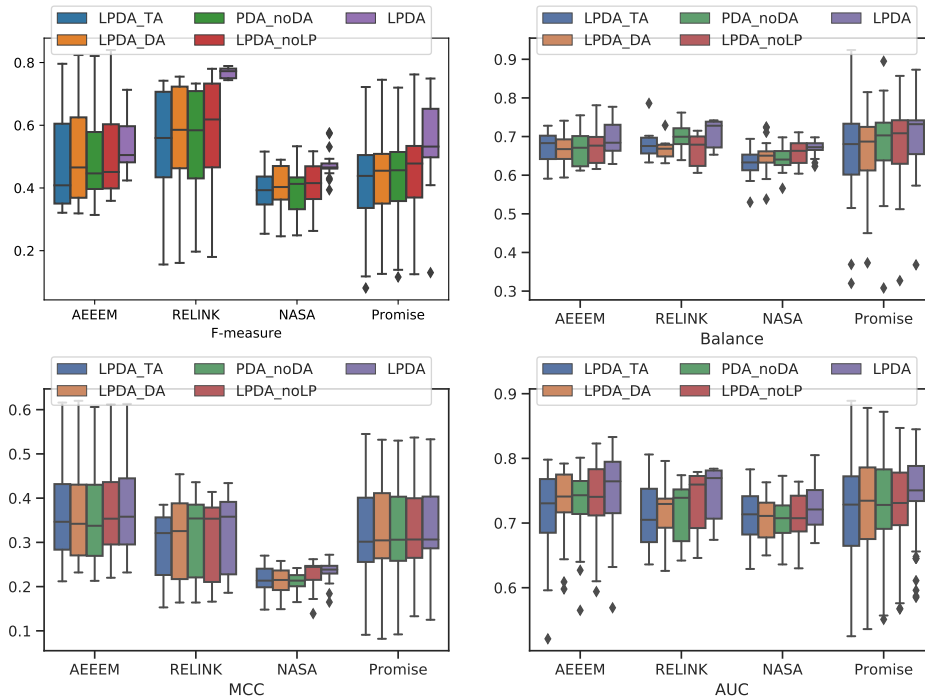 LPDA_TA PDA_noDA LPDA
LPDA_DA LPDA_noLP
0.8
0.6
0.4
0.2
AEEEM RELINK NASA Promise
F-measure
LPDA_TA PDA_noDA LPDA
LPDA_DA LPDA_noLP
0.9
0.8
0.7
0.6
0.5
0.4
0.3
AEEEM RELINK NASA Promise
Balance
LPDA_TA PDA_noDA LPDA
LPDA_DA LPDA_noLP
0.6
0.5
0.4
0.3
0.2
0.1
AEEEM RELINK NASA Promise
MCC
LPDA_TA PDA_noDA LPDA
LPDA_DA LPDA_noLP
0.9
0.8
0.7
0.6
AEEEM RELINK NASA Promise
AUC